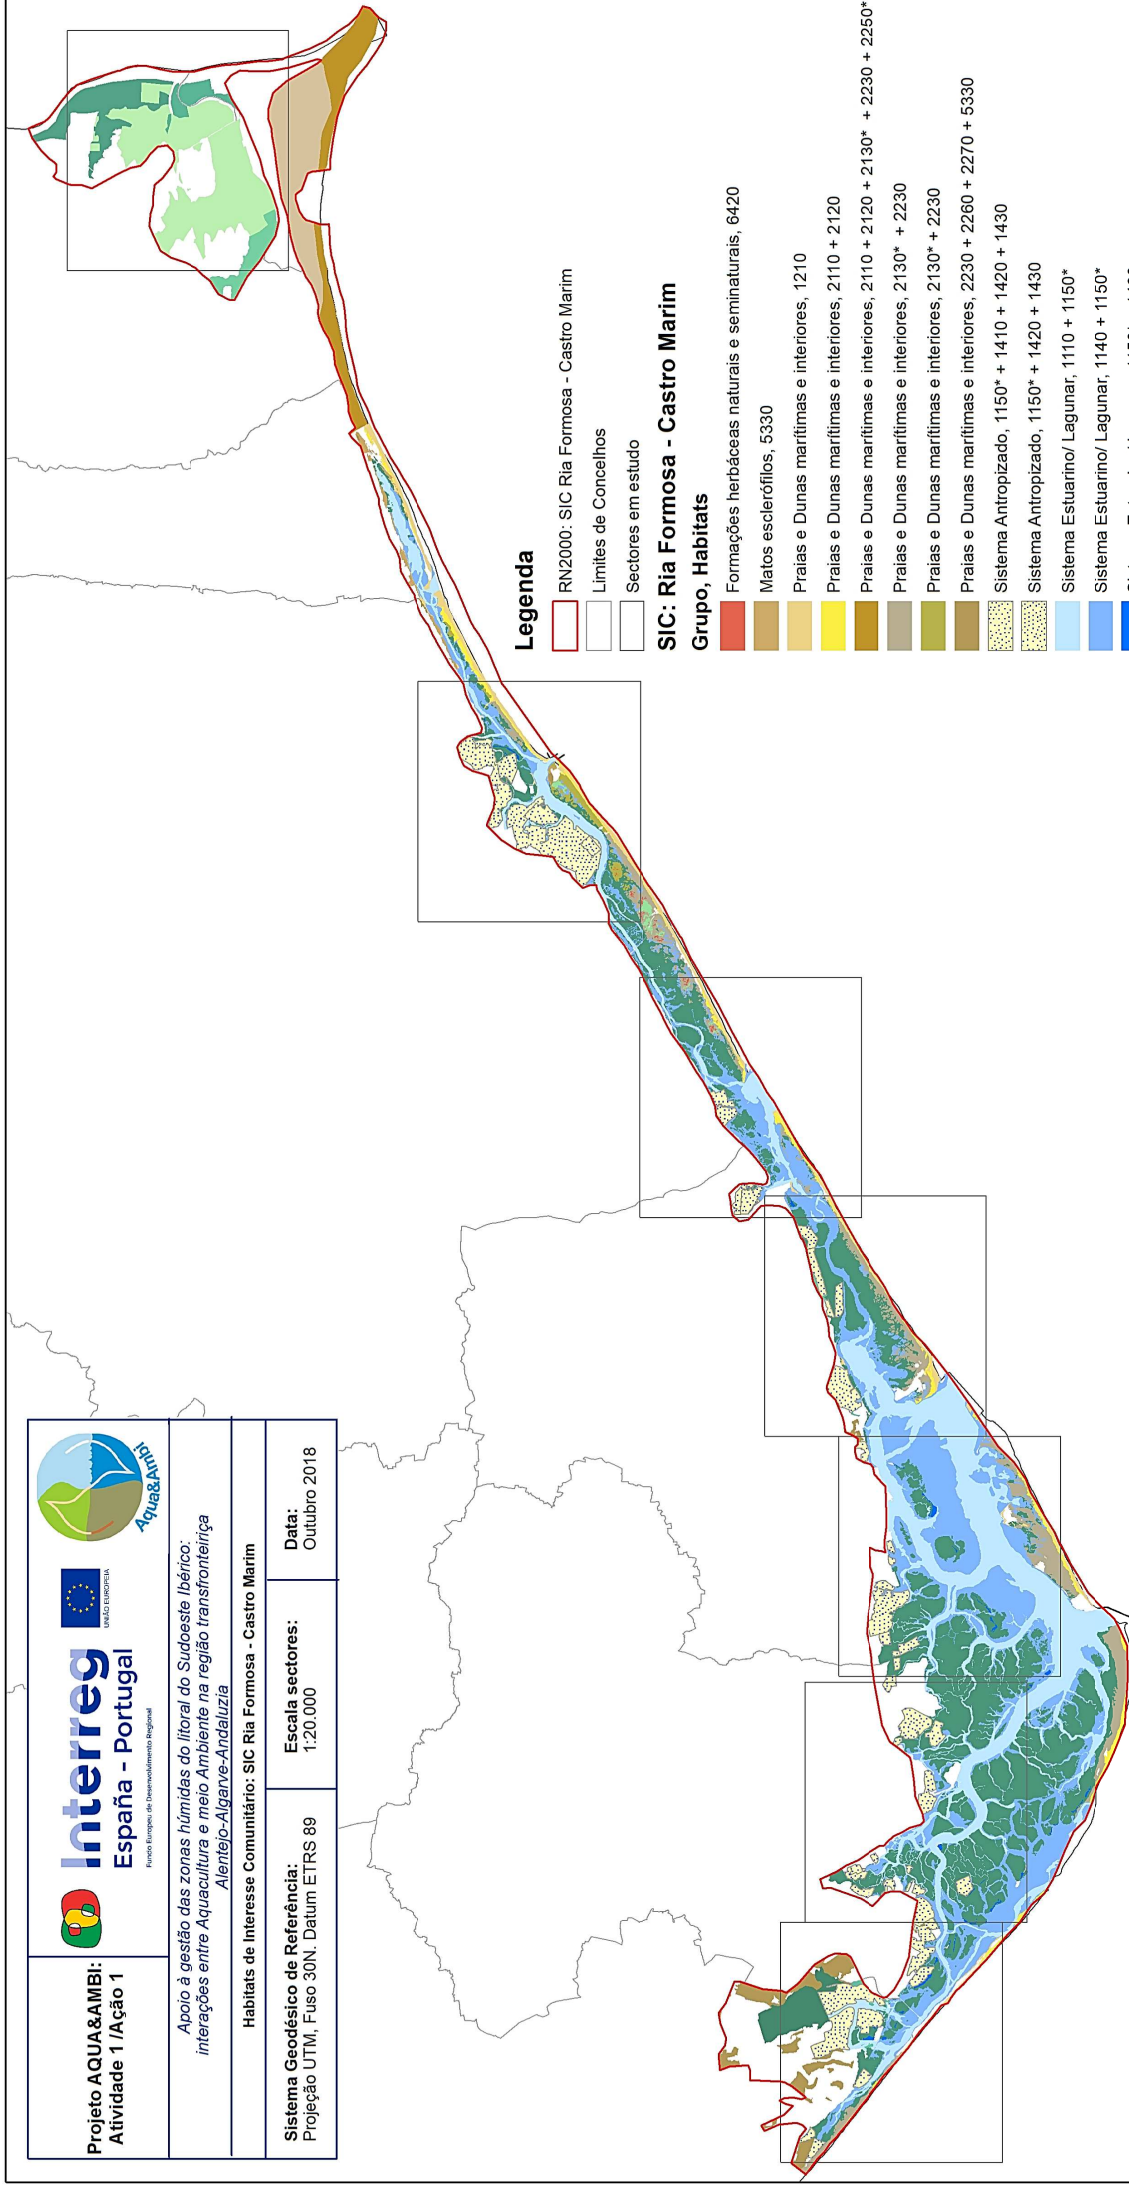 Projeto AQUA&AMBI:
Atividade 1 /Ação 1
Interreg
España - Portugal
Fundo Europeu de Desenvolvimento Regional
UNIÃO EUROPEIA
Aqua&Ambi
Apoio à gestão das zonas húmidas do litoral do Sudoeste Ibérico:
interações entre Aquacultura e meio Ambiente na região transfronteiriça
Alentejo-Algarve-Andaluzia
Habitats de Interesse Comunitário: SIC Ria Formosa - Castro Marim
Sistema Geodésico de Referência:
Projeção UTM, Fuso 30N. Datum ETRS 89
Escala sectores:
1:20.000
Data:
Outubro 2018
Legenda
RN2000: SIC Ria Formosa - Castro Marim
Limites de Concelhos
Sectores em estudo
SIC: Ria Formosa - Castro Marim
Grupo, Habitats
Formações herbáceas naturais e seminaturais, 6420
Matos esclerófilos, 5330
Praias e Dunas marítimas e interiores, 1210
Praias e Dunas marítimas e interiores, 2110 + 2120
Praias e Dunas marítimas e interiores, 2110 + 2120 + 2130* + 2230 + 2250*
Praias e Dunas marítimas e interiores, 2130* + 2230
Praias e Dunas marítimas e interiores, 2130* + 2230
Praias e Dunas marítimas e interiores, 2230 + 2260 + 2270 + 5330
Sistema Antropizado, 1150* + 1410 + 1420 + 1430
Sistema Antropizado, 1150* + 1420 + 1430
Sistema Estuarino/ Lagunar, 1110 + 1150*
Sistema Estuarino/ Lagunar, 1140 + 1150*